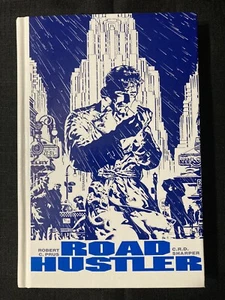 ROBERT C. PRUS
ROAD
C.R.D. SHARPER
HUSTLER